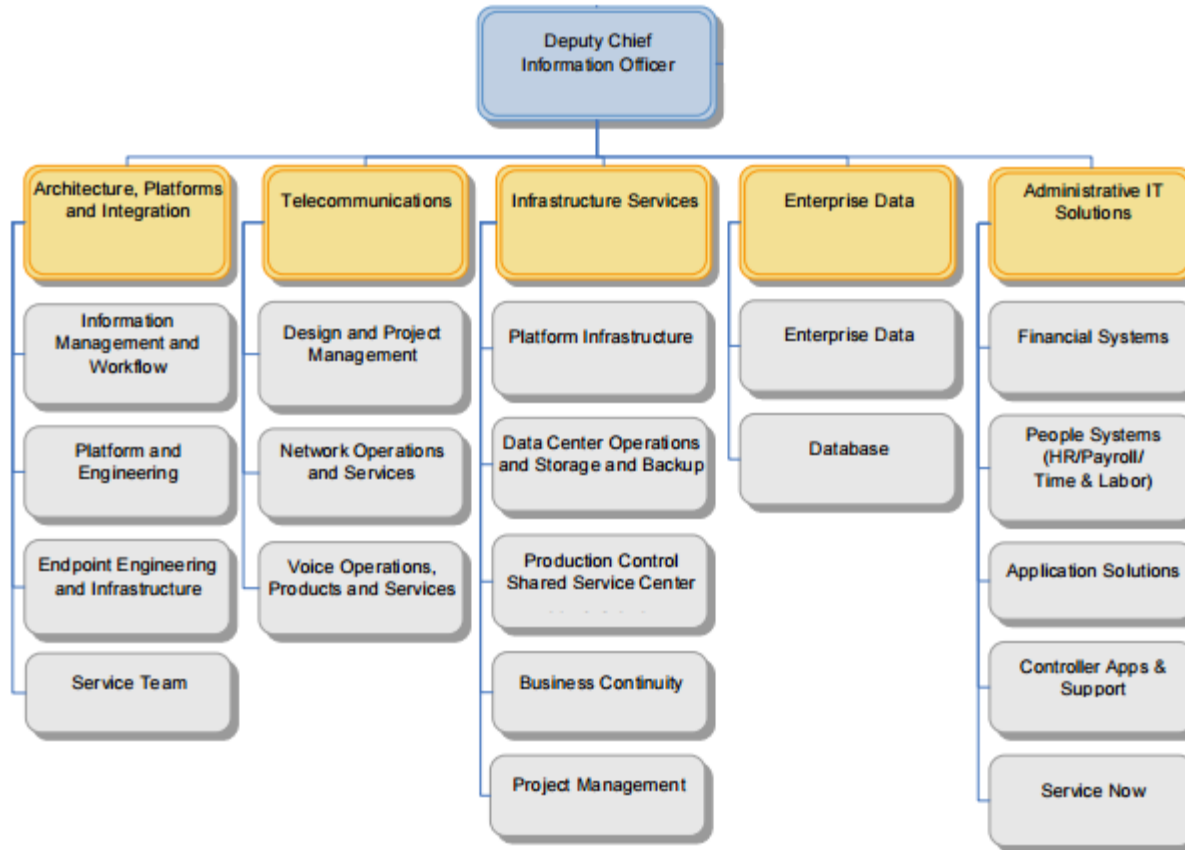 Deputy Chief
Information Officer
Architecture, Platforms
and Integration
Telecommunications
Infrastructure Services
Enterprise Data
Administrative IT
Solutions
Information
Management and
Workflow
Platform and
Engineering
Endpoint Engineering
and Infrastructure
Service Team
Design and Project
Management
Network Operations
and Services
Voice Operations,
Products and Services
Platform Infrastructure
Data Center Operations
and Storage and Backup
Production Control
Shared Service Center
Business Continuity
Project Management
Enterprise Data
Database
Financial Systems
People Systems
(HR/Payroll/
Time & Labor)
Application Solutions
Controller Apps &
Support
Service Now